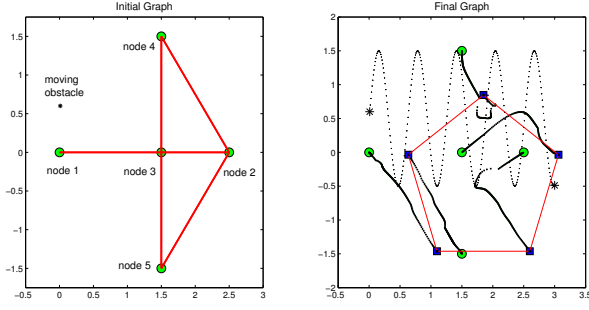 Initial Graph
1.5
1
0.5
0
−0.5
−1
−1.5
−0.5 0 0.5 1 1.5 2 2.5 3
node 4
moving
obstacle
node 1
node 3
node 2
node 5
Final Graph
2
1.5
1
0.5
0
−0.5
−1
−1.5
−2
−0.5 0 0.5 1 1.5 2 2.5 3 3.5